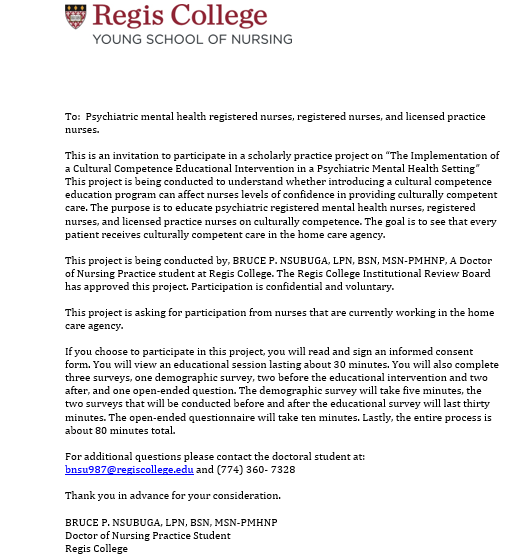 Regis College
YOUNG SCHOOL OF NURSING
To:  Psychiatric mental health registered nurses, registered nurses, and licensed practice
nurses.
This is an invitation to participate in a scholarly practice project on "The Implementation of
a Cultural Competence Educational Intervention in a Psychiatric Mental Health Setting"
This project is being conducted to understand whether introducing a cultural competence
education program can affect nurses levels of confidence in providing culturally competent
care. The purpose is to educate psychiatric registered mental health nurses, registered
nurses, and licensed practice nurses on culturally competence. The goal is to see that every
patient receives culturally competent care in the home care agency.
This project is being conducted by, BRUCE P. NSUBUGA, LPN, BSN, MSN-PMHNP, A Doctor
of Nursing Practice student at Regis College. The Regis College Institutional Review Board
has approved this project. Participation is confidential and voluntary.
This project is asking for participation from nurses that are currently working in the home
care agency.
If you choose to participate in this project, you will read and sign an informed consent
form. You will view an educational session lasting about 30 minutes. You will also complete
three surveys, one demographic survey, two before the educational intervention and two
after, and one open-ended question. The demographic survey will take five minutes, the
two surveys that will be conducted before and after the educational survey will last thirty
minutes. The open-ended questionnaire will take ten minutes. Lastly, the entire process is
about 80 minutes total.
For additional questions please contact the doctoral student at:
bnsu987@regiscollege.edu and (774) 360- 7328
Thank you in advance for your consideration.
BRUCE P. NSUBUGA, LPN, BSN, MSN-PMHNP
Doctor of Nursing Practice Student
Regis College